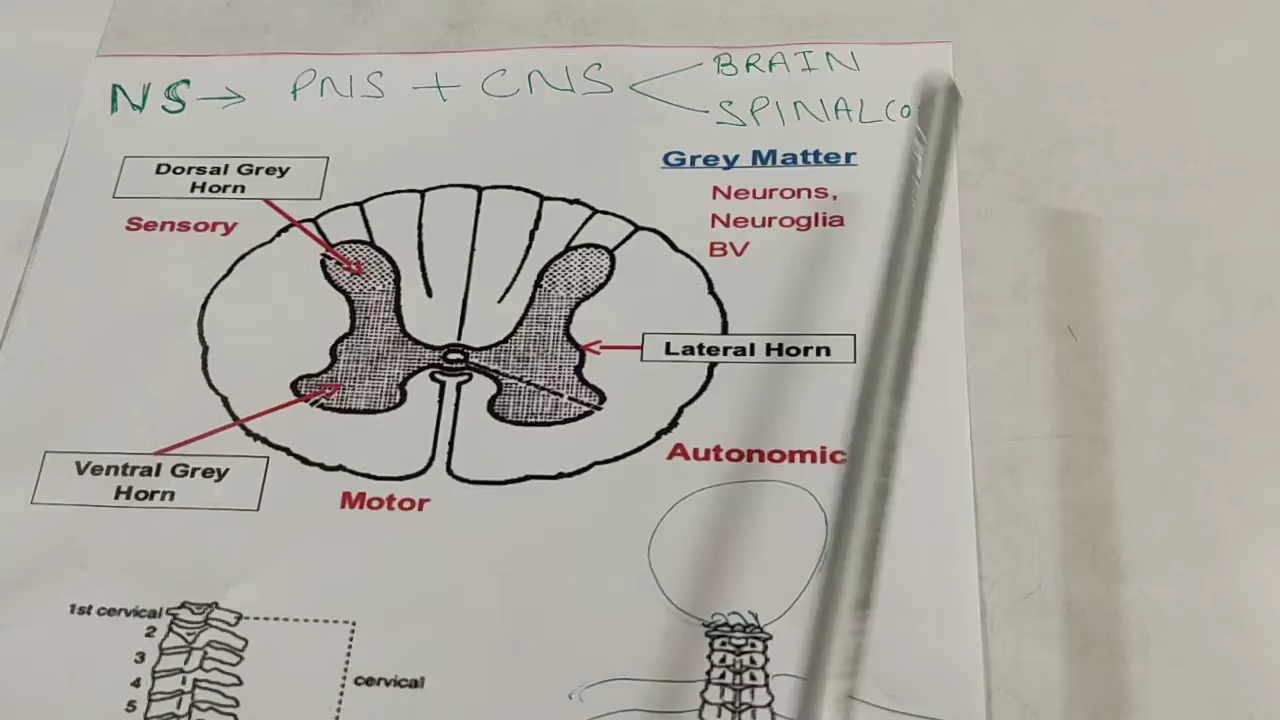 NS → PNS + CNS < BRAIN
SPINAL CO
Dorsal Grey
Horn
Sensory
Grey Matter
Neurons,
Neuroglia
BV
Lateral Horn
Autonomic
Ventral Grey
Horn
Motor
1st cervical
2
3
4
5
cervical